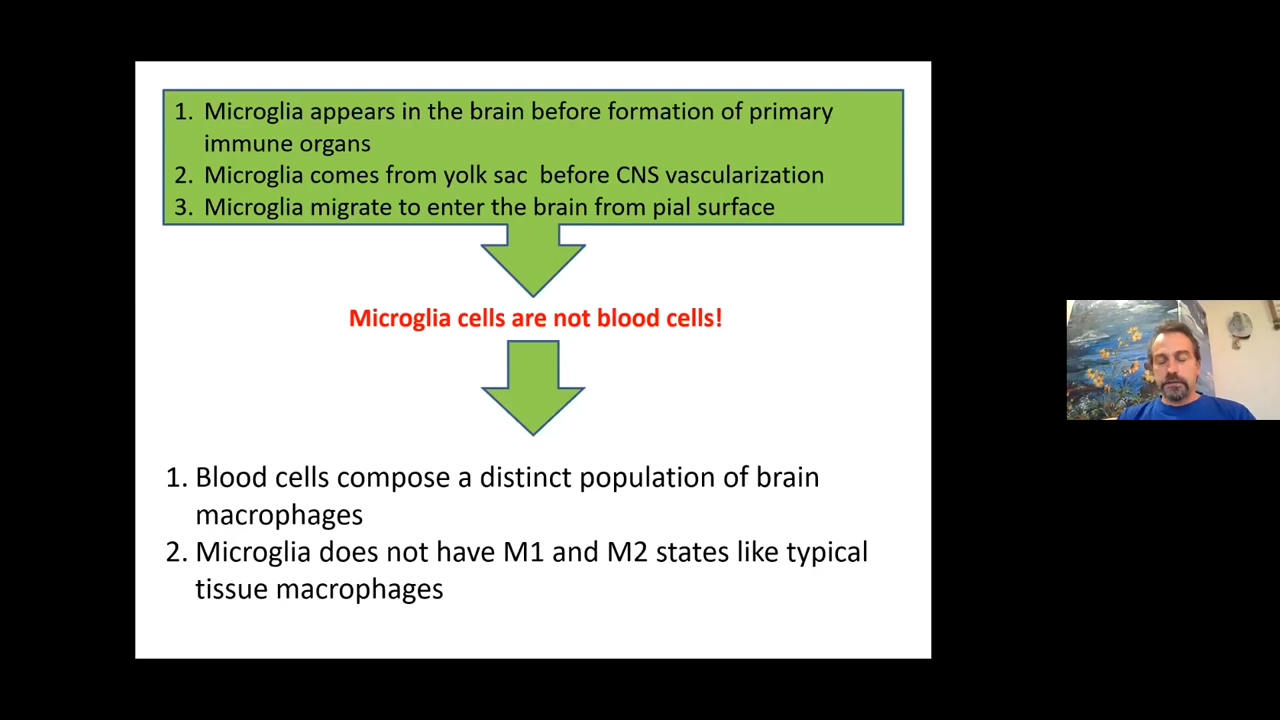 1. Microglia appears in the brain before formation of primary
immune organs
2. Microglia comes from yolk sac before CNS vascularization
3. Microglia migrate to enter the brain from pial surface
Microglia cells are not blood cells!
1. Blood cells compose a distinct population of brain
macrophages
2. Microglia does not have M1 and M2 states like typical
tissue macrophages